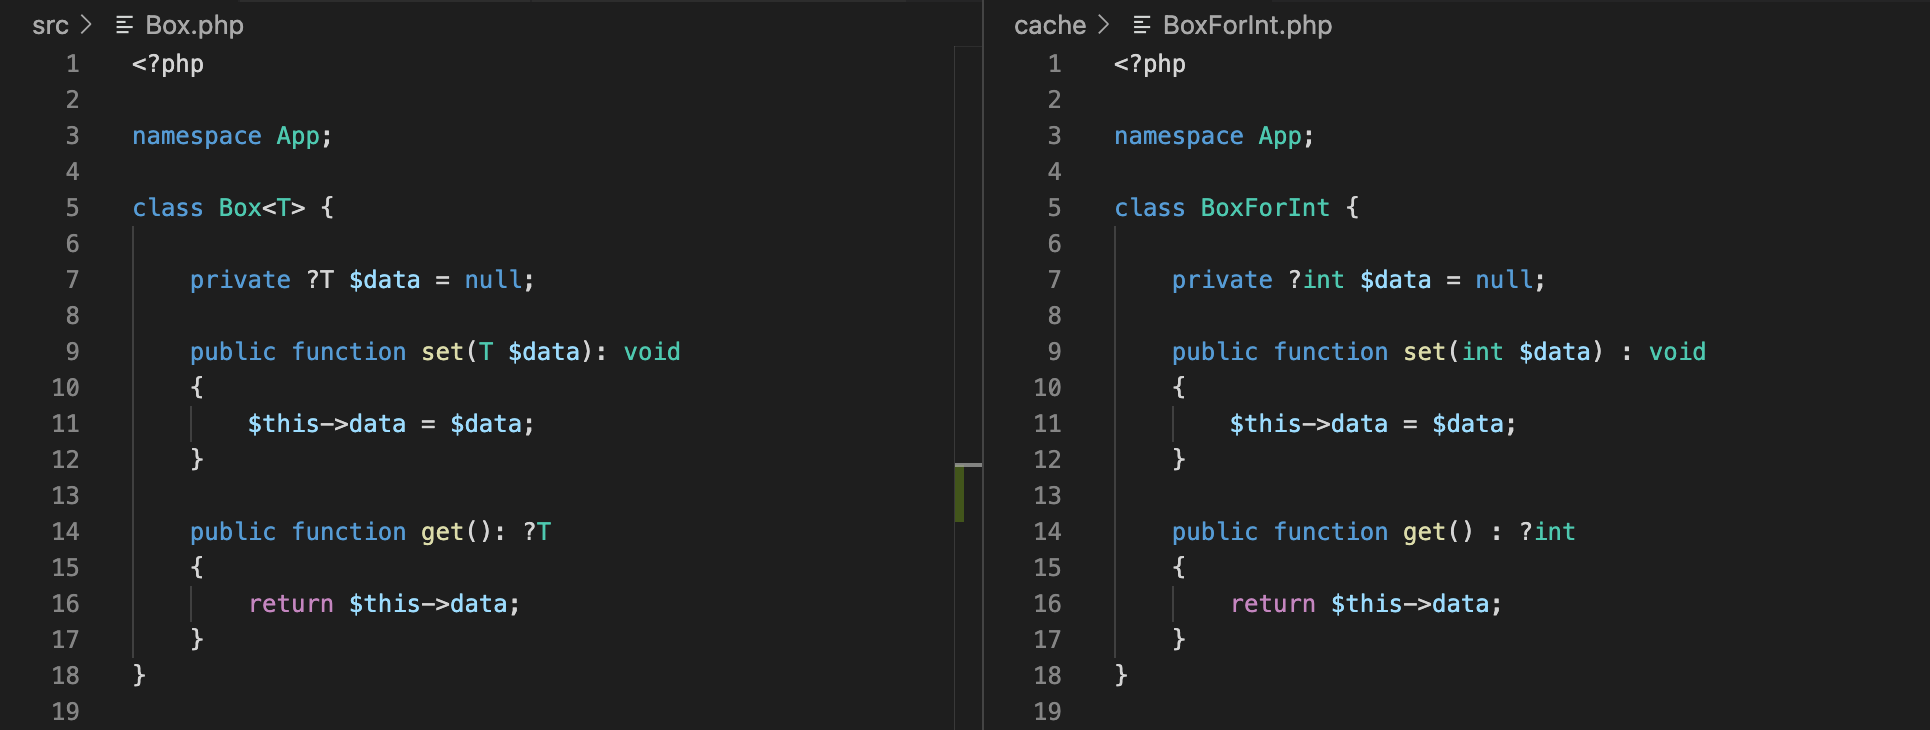 src > Box.php
1 <?php
2
3 namespace App;
4
5 class Box<T> {
6
7     private ?T $data = null;
8
9     public function set(T $data): void
10     {
11         $this->data = $data;
12     }
13
14     public function get(): ?T
15     {
16         return $this->data;
17     }
18 }
19
cache > BoxForInt.php
1 <?php
2
3 namespace App;
4
5 class BoxForInt {
6
7     private ?int $data = null;
8
9     public function set(int $data) : void
10     {
11         $this->data = $data;
12     }
13
14     public function get() : ?int
15     {
16         return $this->data;
17     }
18 }
19